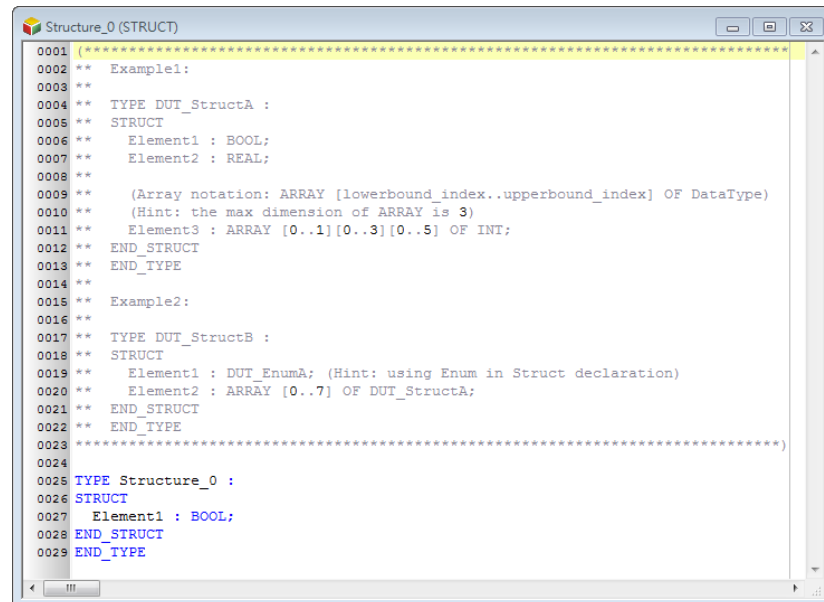 Structure_0 (STRUCT)
0001 (*******************************************************************************
0002 **  Example1:
0003 **
0004 **  TYPE DUT_StructA :
0005 **  STRUCT
0006 **    Element1 : BOOL;
0007 **    Element2 : REAL;
0008 **
0009 **    (Array notation: ARRAY [lowerbound_index..upperbound_index] OF DataType)
0010 **    (Hint: the max dimension of ARRAY is 3)
0011 **    Element3 : ARRAY [0..1][0..3][0..5] OF INT;
0012 **  END_STRUCT
0013 **  END_TYPE
0014 **
0015 **  Example2:
0016 **
0017 **  TYPE DUT_StructB :
0018 **  STRUCT
0019 **    Element1 : DUT_EnumA; (Hint: using Enum in Struct declaration)
0020 **    Element2 : ARRAY [0..7] OF DUT_StructA;
0021 **  END_STRUCT
0022 **  END_TYPE
0023 *******************************************************************************)
0024
0025 TYPE Structure_0 :
0026 STRUCT
0027   Element1 : BOOL;
0028 END_STRUCT
0029 END_TYPE